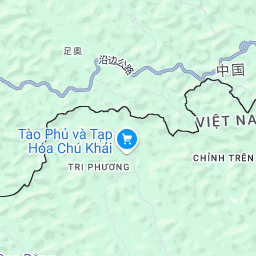 足奥
沿边公路
中国
VIỆT NA
Tào Phủ và Tạp
Hóa Chú Khải
TRI PHƯƠNG
CHÍNH TRÊN